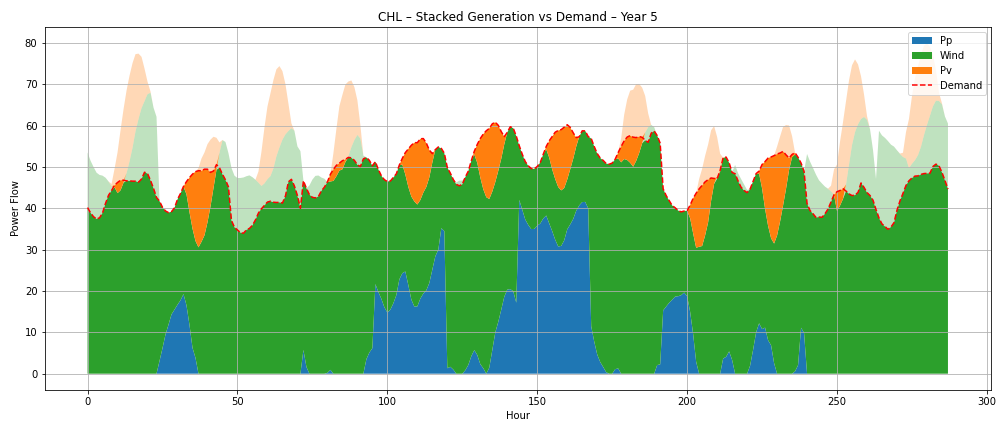 CHL – Stacked Generation vs Demand – Year 5
Power Flow
80
70
60
50
40
30
20
10
0
Pp
Wind
Pv
Demand
0
50
100
150
200
250
300
Hour